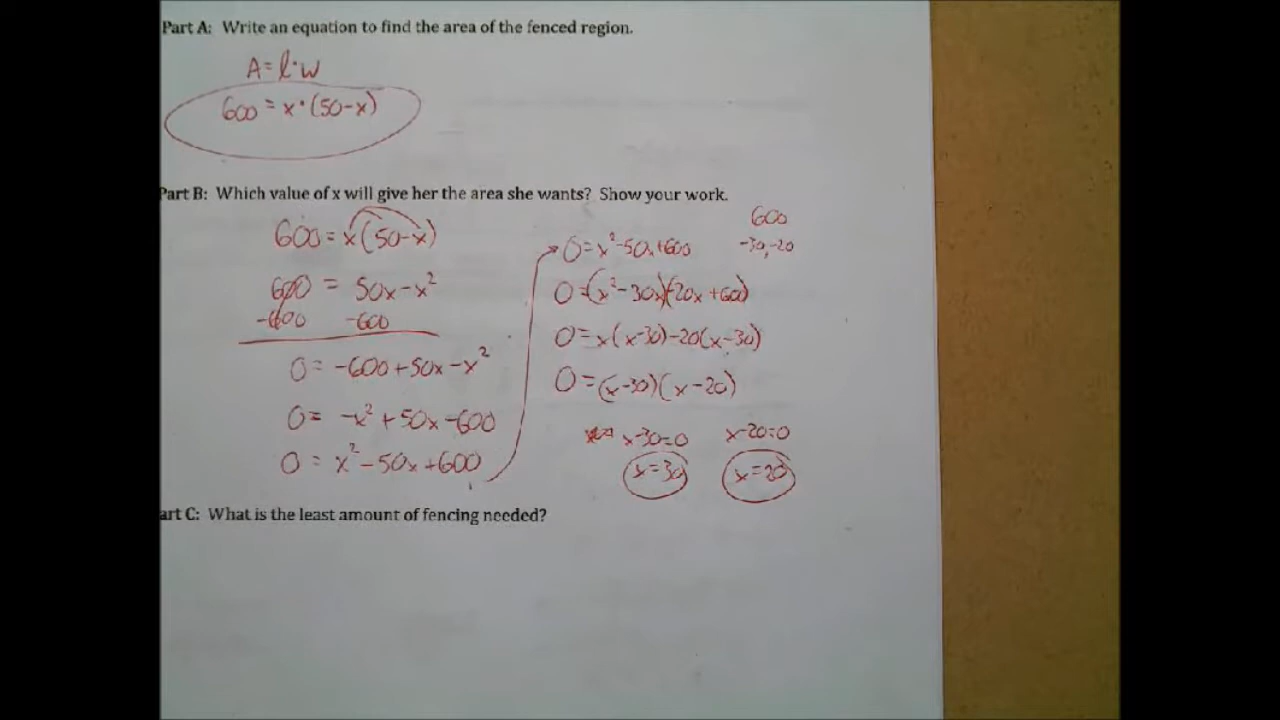 Part A: Write an equation to find the area of the fenced region.
A = l·w
600 = x·(50-x)
Part B: Which value of x will give her the area she wants? Show your work.
600 = x(50-x)
600 = 50x-x²
-600 -600
0 = -600+50x-x²
0 = -x²+50x-600
0 = x²-50x+600
600
-30,-20
0=x²-50x+600
0=(x²-30x)(-20x+600)
0=x(x-30)-20(x-30)
0=(x-30)(x-20)
x-30=0 x-20=0
x=30 x=20
art C: What is the least amount of fencing needed?